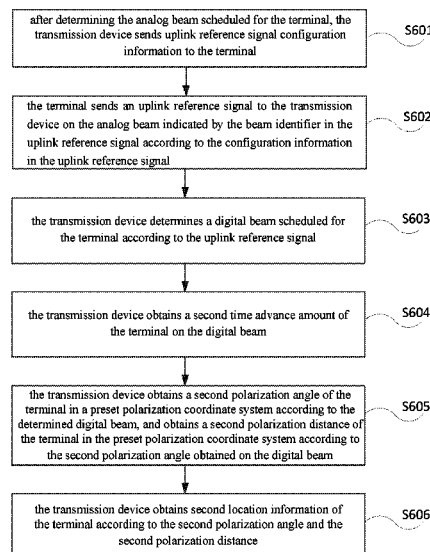 after determining the analog beam scheduled for the terminal, the
transmission device sends uplink reference signal configuration
information to the terminal
S601
the terminal sends an uplink reference signal to the transmission
device on the analog beam indicated by the beam identifier in the
uplink reference signal according to the configuration information
in the uplink reference signal
S602
the transmission device determines a digital beam scheduled for
the terminal according to the uplink reference signal
S603
the transmission device obtains a second time advance amount of
the terminal on the digital beam
S604
the transmission device obtains a second polarization angle of the
terminal in a preset polarization coordinate system according to the
determined digital beam, and obtains a second polarization distance of
the terminal in the preset polarization coordinate system according to
the second polarization angle obtained on the digital beam
S605
the transmission device obtains second location information of
the terminal according to the second polarization angle and the
second polarization distance
S606